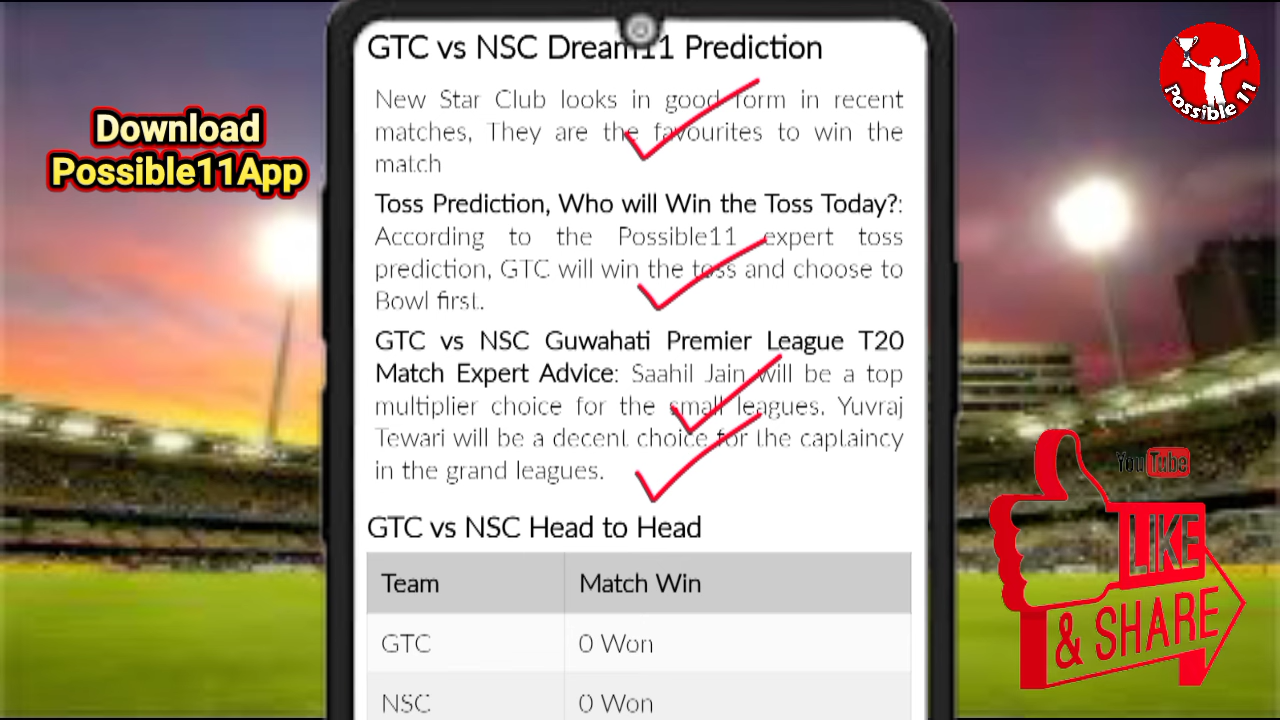 GTC vs NSC Dream11 Prediction
New Star Club looks in good form in recent
matches, They are the favourites to win the
match
Toss Prediction, Who will Win the Toss Today?:
According to the Possible11 expert toss
prediction, GTC will win the toss and choose to
Bowl first.
GTC vs NSC Guwahati Premier League T20
Match Expert Advice: Saahil Jain will be a top
multiplier choice for the small leagues. Yuvraj
Tewari will be a decent choice for the captaincy
in the grand leagues.
GTC vs NSC Head to Head
Team Match Win
GTC 0 Won
NSC 0 Won
Download
Possible11App
Possible 11
YouTube
LIKE
& SHARE